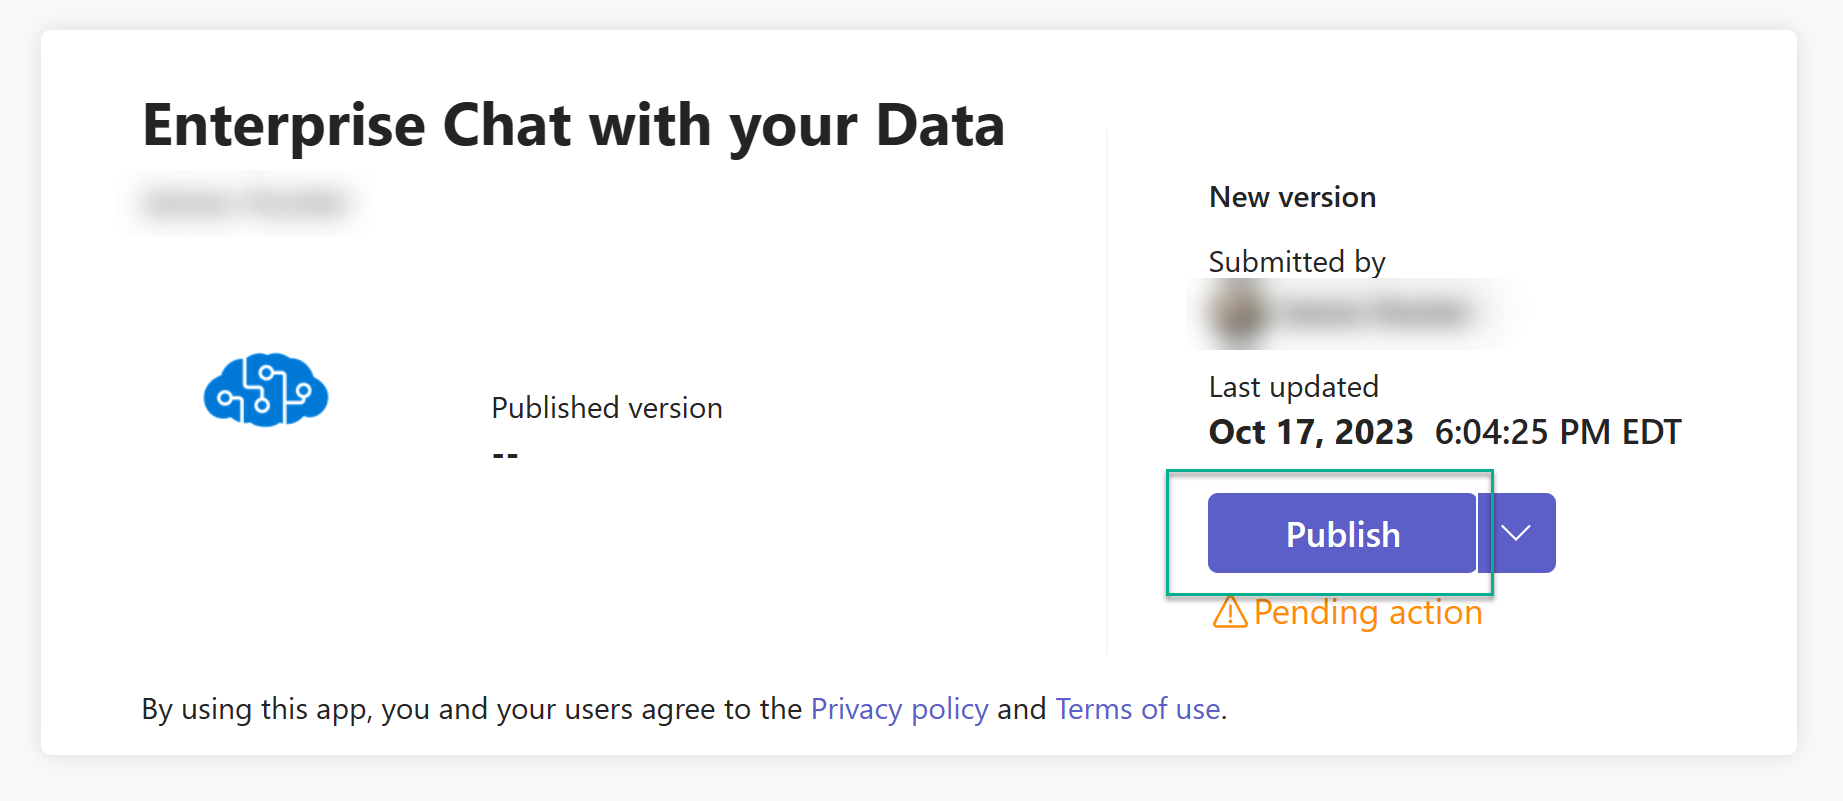 Enterprise Chat with your Data
Published version
--
New version
Submitted by
Last updated
Oct 17, 2023 6:04:25 PM EDT
Publish
Pending action
By using this app, you and your users agree to the Privacy policy and Terms of use.